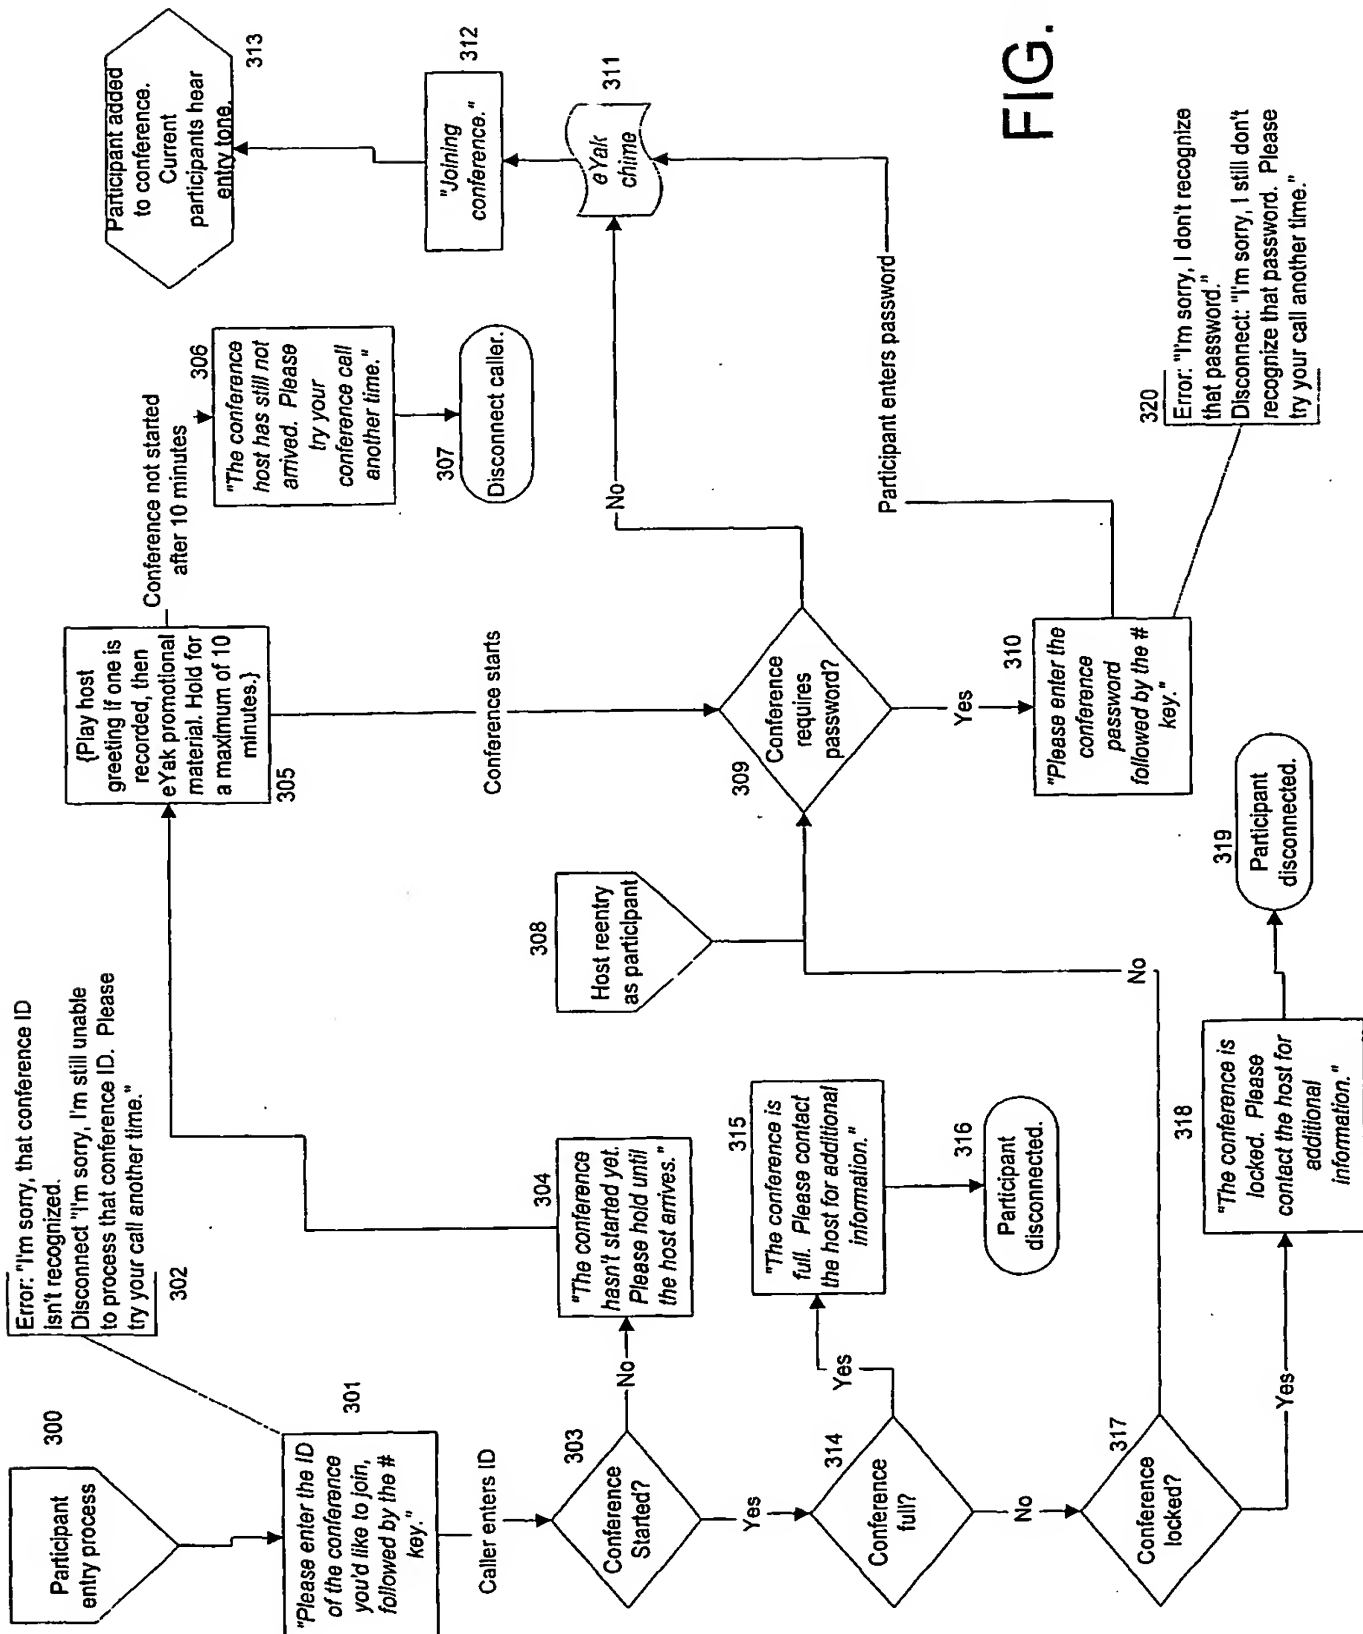 300
Participant
entry process
Error: "I'm sorry, that conference ID
isn't recognized.
Disconnect "I'm sorry, I'm still unable
to process that conference ID. Please
try your call another time."
302
301
"Please enter the ID
of the conference
you'd like to join,
followed by the #
key."
Caller enters ID
303
Conference
Started?
No
304
"The conference
hasn't started yet.
Please hold until
the host arrives."
{Play host
greeting if one is
recorded, then
eYak promotional
material. Hold for
a maximum of 10
minutes.}
305
Conference not started
after 10 minutes
306
"The conference
host has still not
arrived. Please
try your
conference call
another time."
307
Disconnect caller.
Conference starts
308
Host reentry
as participant
309
Conference
requires
password?
No
Yes
310
"Please enter the
conference
password
followed by the #
key."
Participant enters password
311
eYak
chime
312
"Joining
conference."
313
Participant added
to conference.
Current
participants hear
entry tone.
Yes
314
Conference
full?
Yes
315
"The conference is
full. Please contact
the host for additional
information."
316
Participant
disconnected.
No
317
Conference
locked?
No
Yes
318
"The conference is
locked. Please
contact the host for
additional
information."
319
Participant
disconnected.
320
Error: "I'm sorry, I don't recognize
that password."
Disconnect: "I'm sorry, I still don't
recognize that password. Please
try your call another time."
FIG.